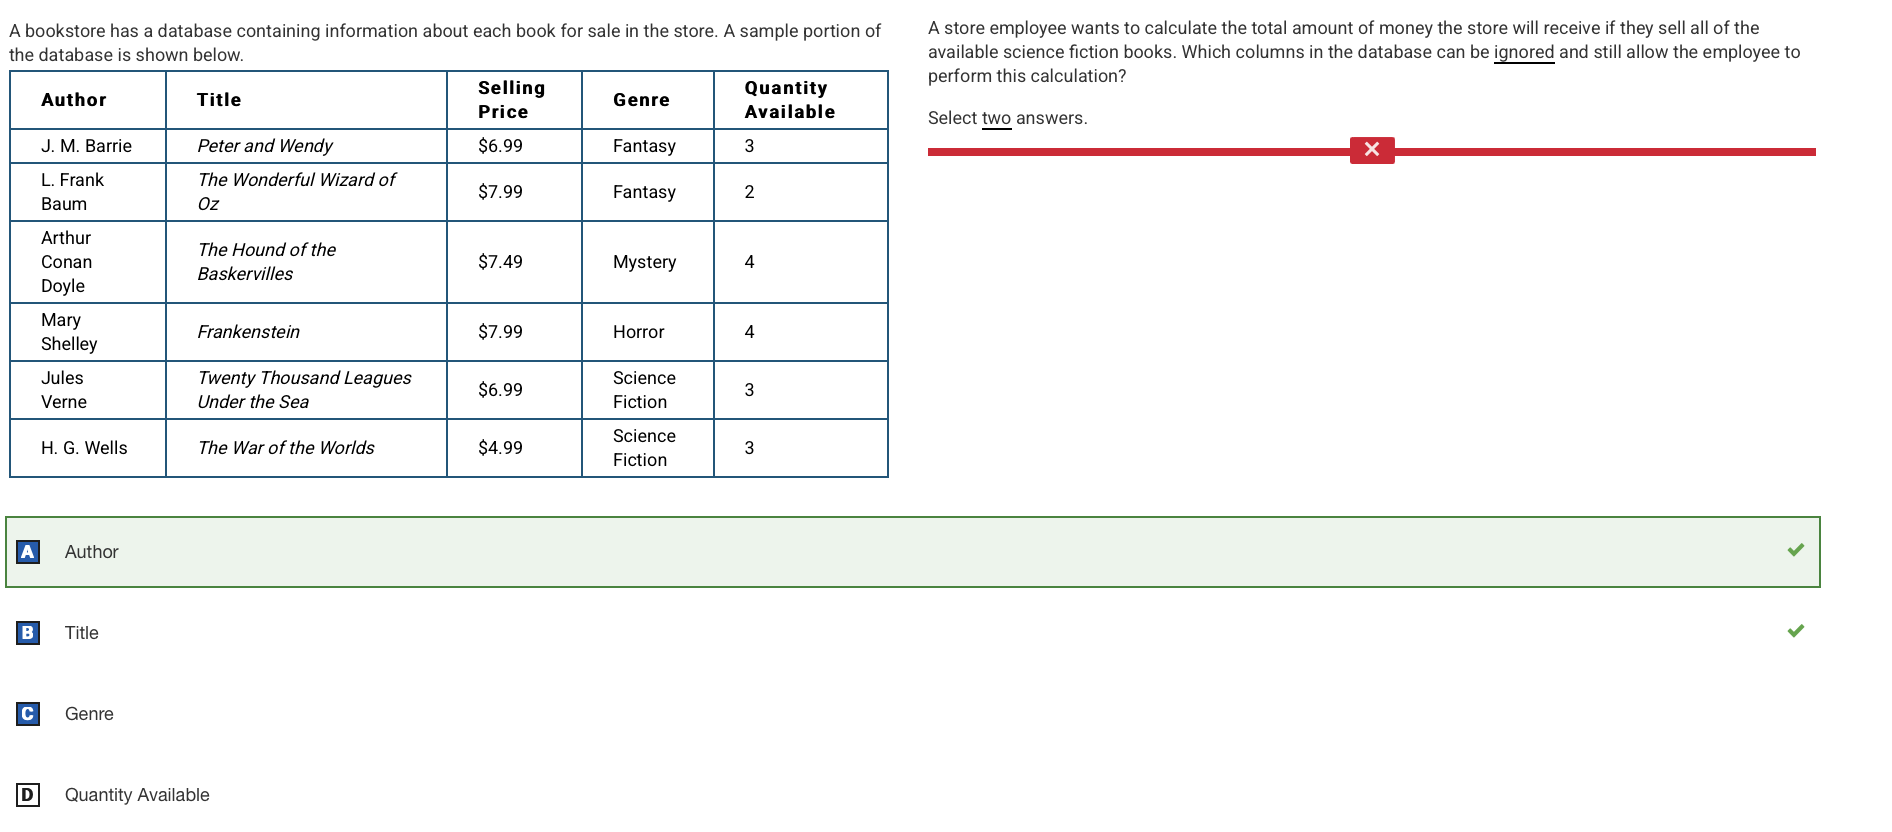 A bookstore has a database containing information about each book for sale in the store. A sample portion of
the database is shown below.
Author Title Selling Price Genre Quantity Available
J. M. Barrie Peter and Wendy $6.99 Fantasy 3
L. Frank Baum The Wonderful Wizard of Oz $7.99 Fantasy 2
Arthur Conan Doyle The Hound of the Baskervilles $7.49 Mystery 4
Mary Shelley Frankenstein $7.99 Horror 4
Jules Verne Twenty Thousand Leagues Under the Sea $6.99 Science Fiction 3
H. G. Wells The War of the Worlds $4.99 Science Fiction 3
A store employee wants to calculate the total amount of money the store will receive if they sell all of the
available science fiction books. Which columns in the database can be ignored and still allow the employee to
perform this calculation?
Select two answers.
A Author
B Title
C Genre
D Quantity Available